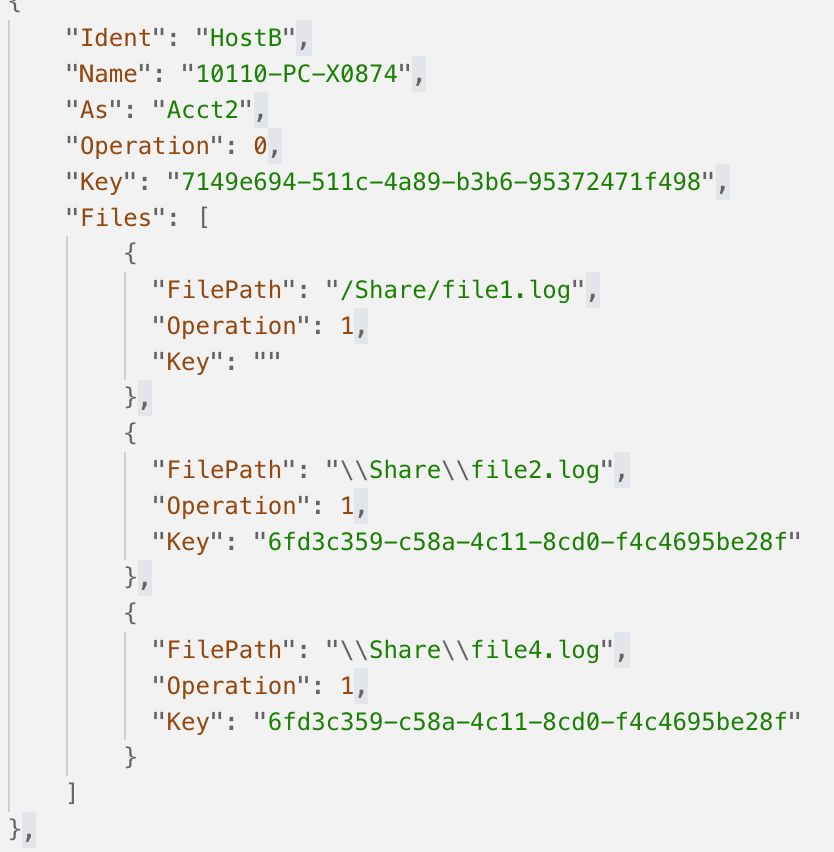 {
"Ident": "HostB",
"Name": "10110-PC-X0874",
"As": "Acct2",
"Operation": 0,
"Key": "7149e694-511c-4a89-b3b6-95372471f498",
"Files": [
{
"FilePath": "/Share/file1.log",
"Operation": 1,
"Key": ""
},
{
"FilePath": "\\Share\\file2.log",
"Operation": 1,
"Key": "6fd3c359-c58a-4c11-8cd0-f4c4695be28f"
},
{
"FilePath": "\\Share\\file4.log",
"Operation": 1,
"Key": "6fd3c359-c58a-4c11-8cd0-f4c4695be28f"
}
]
},